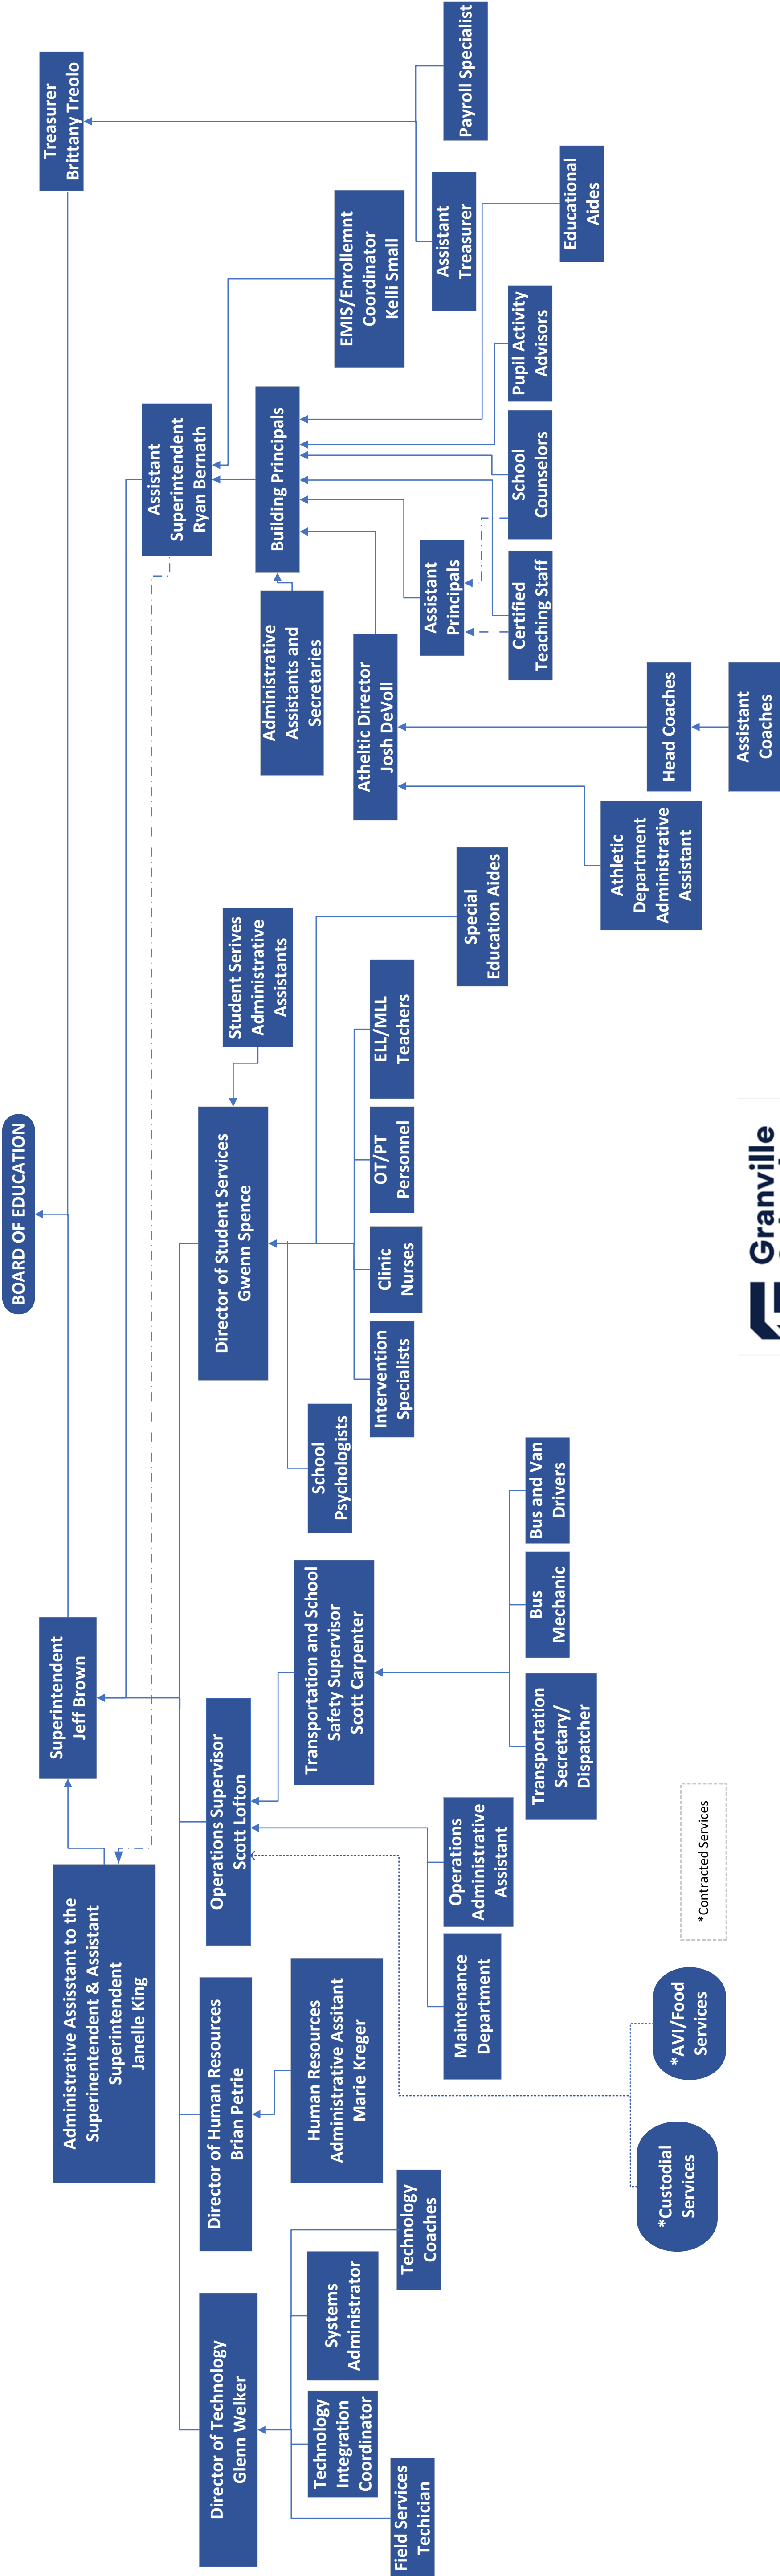 BOARD OF EDUCATION
Superintendent
Jeff Brown
Treasurer
Brittany Treolo
Administrative Assisstant to the
Superinentendent & Assistant
Superintendent
Janelle King
Assistant
Superintendent
Ryan Bernath
Director of Technology
Glenn Welker
Director of Human Resources
Brian Petrie
Operations Supervisor
Scott Lofton
Director of Student Services
Gwenn Spence
Student Serives
Administrative
Assistants
Building Principals
Administrative
Assistants and
Secretaries
EMIS/Enrollemnt
Coordinator
Kelli Small
Field Services
Techician
Technology
Integration
Coordinator
Systems
Administrator
Technology
Coaches
Human Resources
Administrative Assitant
Marie Kreger
Transportation and School
Safety Supervisor
Scott Carpenter
School
Psychologists
Intervention
Specialists
Clinic
Nurses
OT/PT
Personnel
ELL/MLL
Teachers
Special
Education Aides
Atheltic Director
Josh DeVoll
Assistant
Principals
Certified
Teaching Staff
School
Counselors
Pupil Activity
Advisors
Educational
Aides
Assistant
Treasurer
Payroll Specialist
Maintenance
Department
Operations
Administrative
Assistant
Transportation
Secretary/
Dispatcher
Bus
Mechanic
Bus and Van
Drivers
Athletic
Department
Administrative
Assistant
Head Coaches
Assistant
Coaches
*Custodial
Services
*AVI/Food
Services
*Contracted Services
Granville